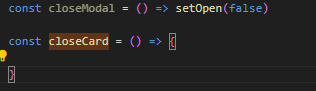 const closeModal = () => setOpen(false)
const closeCard = () => {
}